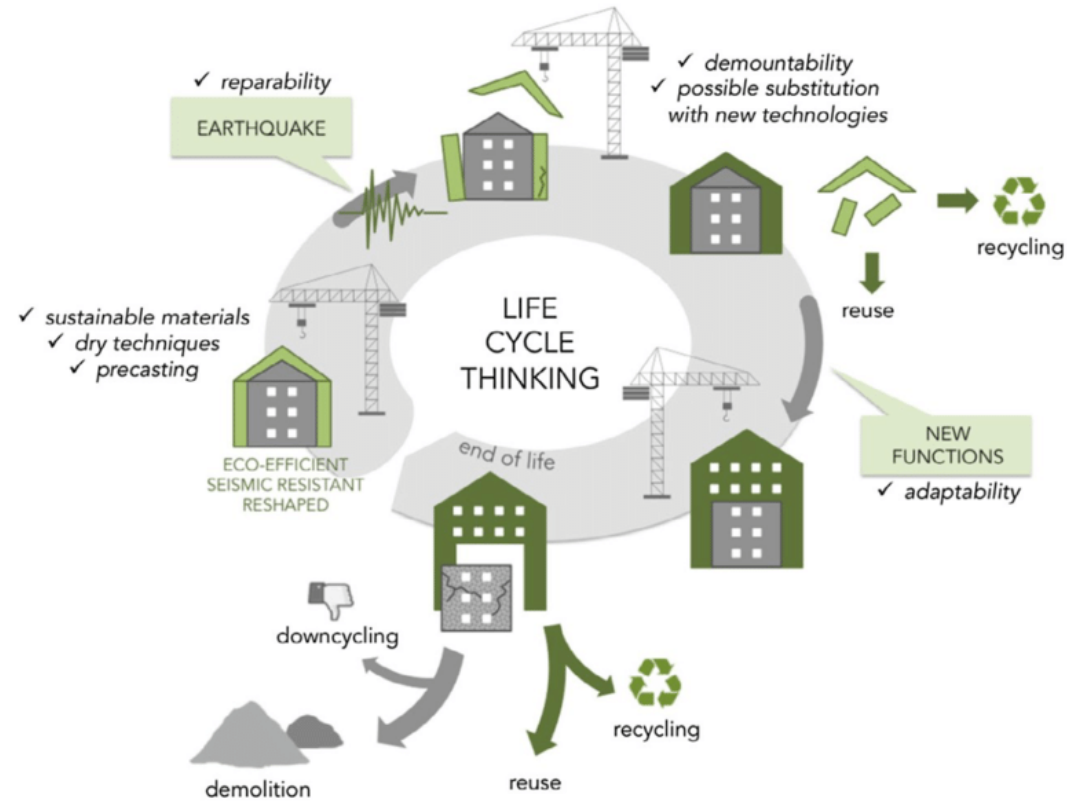 ✓ reparability
EARTHQUAKE
✓ demountability
✓ possible substitution
with new technologies
recycling
reuse
LIFE
CYCLE
THINKING
✓ sustainable materials
✓ dry techniques
✓ precasting
ECO-EFFICIENT
SEISMIC RESISTANT
RESHAPED
NEW
FUNCTIONS
✓ adaptability
end of life
downcycling
demolition
reuse
recycling